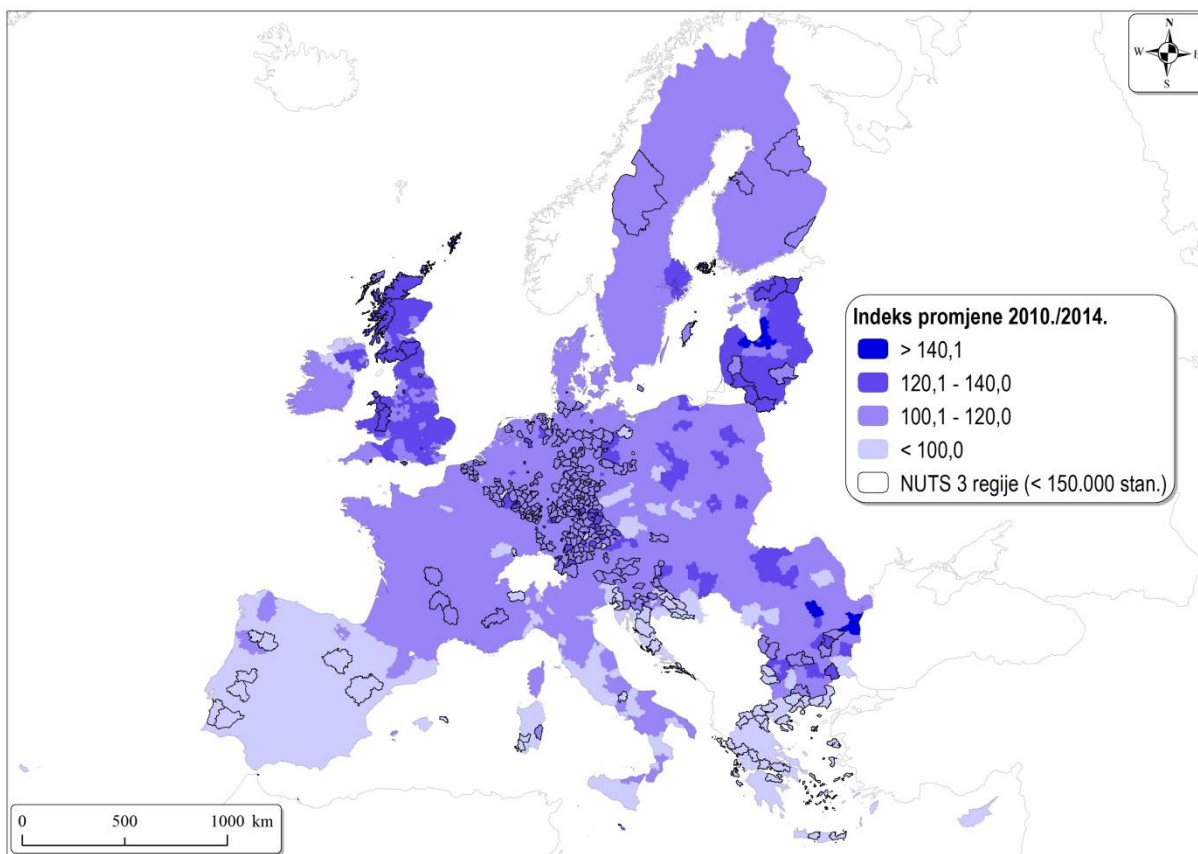 N
W E
S
Indeks promjene 2010./2014.
> 140,1
120,1 - 140,0
100,1 - 120,0
< 100,0
NUTS 3 regije (< 150.000 stan.)
0 500 1000 km